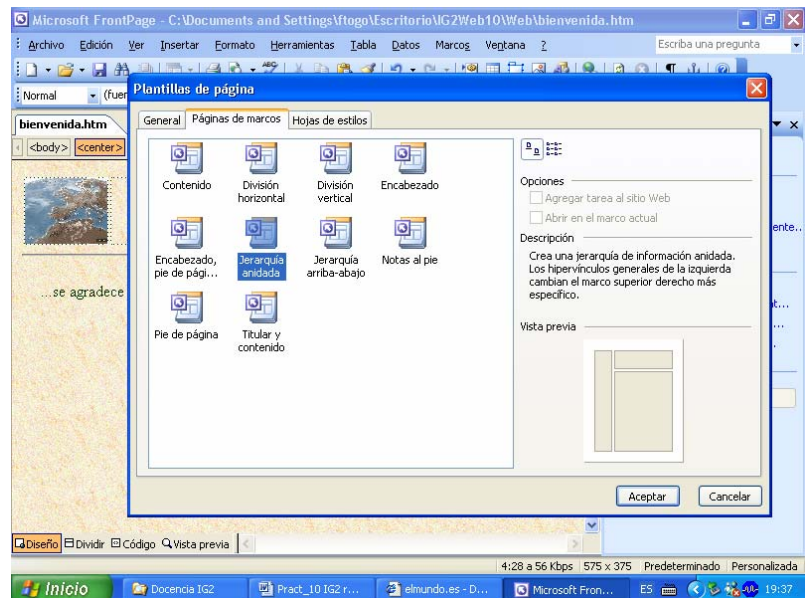 Microsoft FrontPage - C:\Documents and Settings\ftogo\Escritorio\IG2Web10\Web\bienvenida.htm
Archivo Edición Ver Insertar Formato Herramientas Tabla Datos Marcos Ventana ?
Escriba una pregunta
Normal (fuer
Plantillas de página
bienvenida.htm
General Páginas de marcos Hojas de estilos
<body> <center>
Contenido
División horizontal
División vertical
Encabezado
Encabezado, pie de pági...
Jerarquía anidada
Jerarquía arriba-abajo
Notas al pie
Pie de página
Titular y contenido
Opciones
Agregar tarea al sitio Web
Abrir en el marco actual
Descripción
Crea una jerarquía de información anidada.
Los hipervínculos generales de la izquierda
cambian el marco superior derecho más
específico.
Vista previa
Aceptar Cancelar
...se agradece
ente..
Diseño Dividir Código Vista previa
4:28 a 56 Kbps 575 x 375 Predeterminado Personalizada
Inicio Docencia IG2 Pract_10 IG2 r... elmundo.es - D... Microsoft Fron... ES 19:37